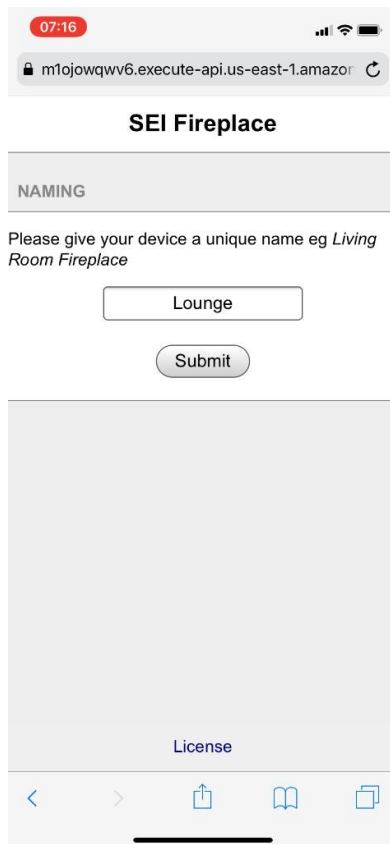 07:16
m1ojowqwv6.execute-api.us-east-1.amazor
SEI Fireplace
NAMING
Please give your device a unique name eg Living
Room Fireplace
Lounge
Submit
License